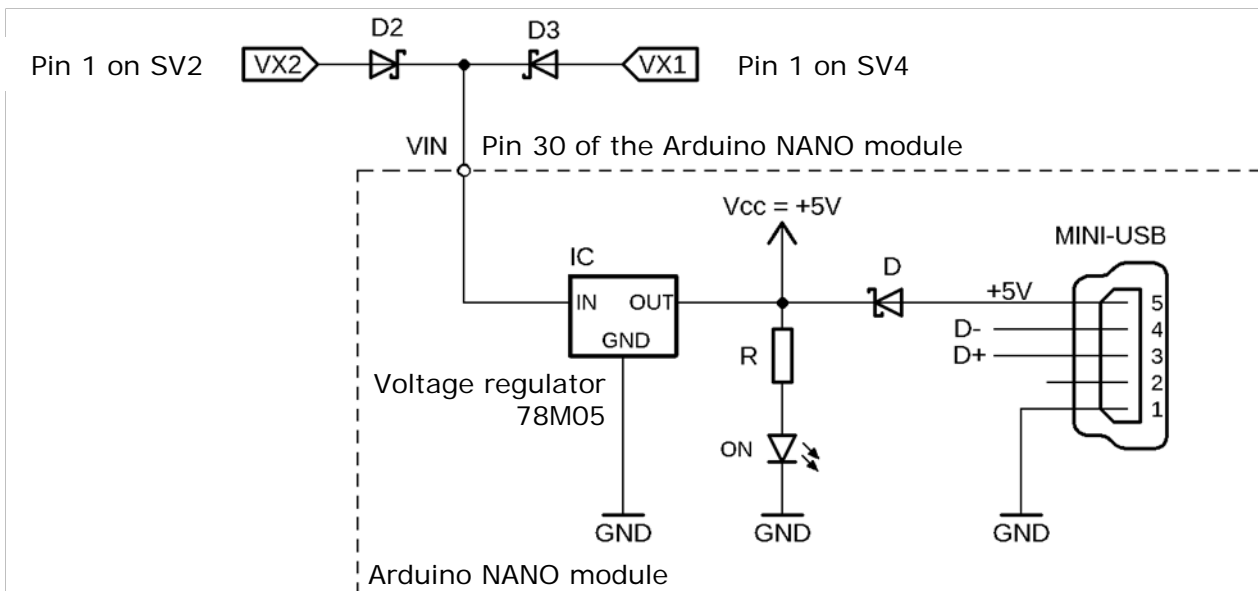 D2
D3
Pin 1 on SV2
VX2
VX1
Pin 1 on SV4
VIN
Pin 30 of the Arduino NANO module
Vcc = +5V
MINI-USB
IC
D
+5V
IN
OUT
5
D-
4
GND
R
D+
3
Voltage regulator
78M05
2
1
ON
GND
GND
GND
Arduino NANO module